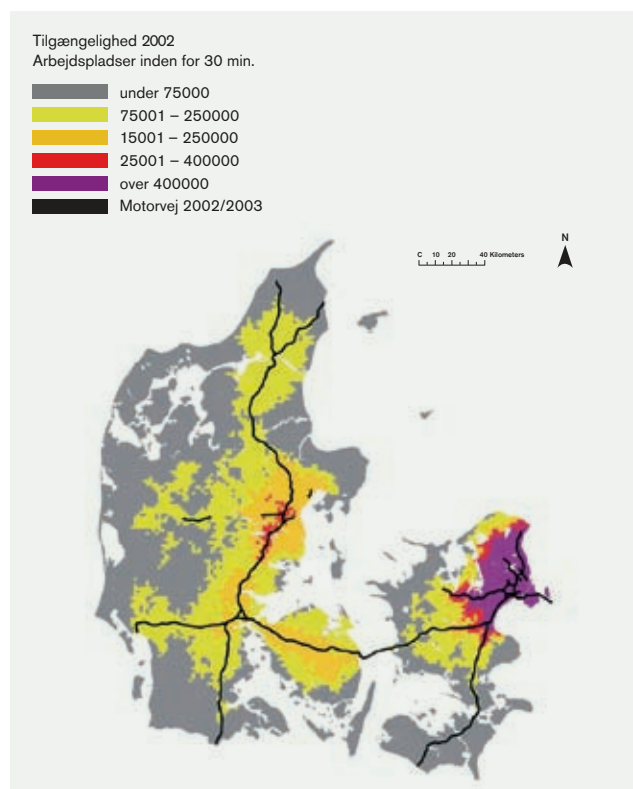 Tilgængelighed 2002
Arbejdspladser inden for 30 min.
under 75000
75001 – 250000
15001 – 250000
25001 – 400000
over 400000
Motorvej 2002/2003
N
C 10 20 40 Kilometers